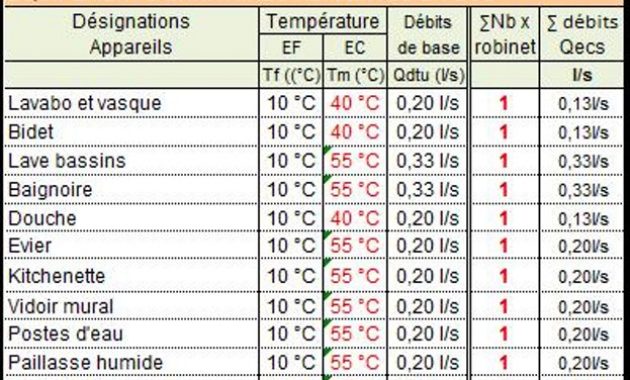 Désignations Température Débits ∑Nb x ∑ débits
Appareils EF EC de base robinet Qecs
Tf ((°C) Tm (°C) Qdtu (l/s) l/s
Lavabo et vasque 10 °C 40 °C 0,20 l/s 1 0,13l/s
Bidet 10 °C 40 °C 0,20 l/s 1 0,13l/s
Lave bassins 10 °C 55 °C 0,33 l/s 1 0,33l/s
Baignoire 10 °C 55 °C 0,33 l/s 1 0,33l/s
Douche 10 °C 40 °C 0,20 l/s 1 0,13l/s
Evier 10 °C 55 °C 0,20 l/s 1 0,20l/s
Kitchenette 10 °C 55 °C 0,20 l/s 1 0,20l/s
Vidoir mural 10 °C 55 °C 0,20 l/s 1 0,20l/s
Postes d'eau 10 °C 55 °C 0,20 l/s 1 0,20l/s
Paillasse humide 10 °C 55 °C 0,20 l/s 1 0,20l/s